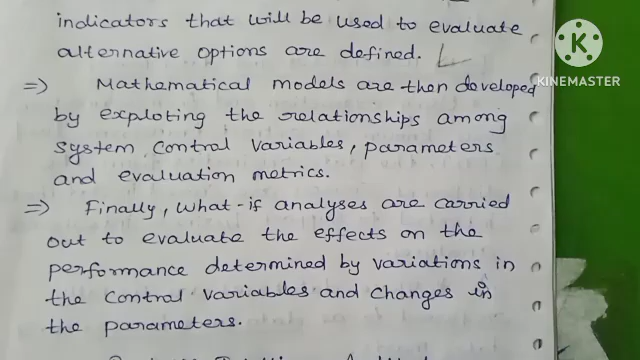 indicators that will be used to evaluate
alternative options are defined.
KINEMASTER
=> Mathematical models are then developed
by exploting the relationships among
system control variables, parameters
and evaluation metrics.
=> Finally, what-if analyses are carried
out to evaluate the effects on the
performance determined by variations in
the control variables and changes in
the parameters.